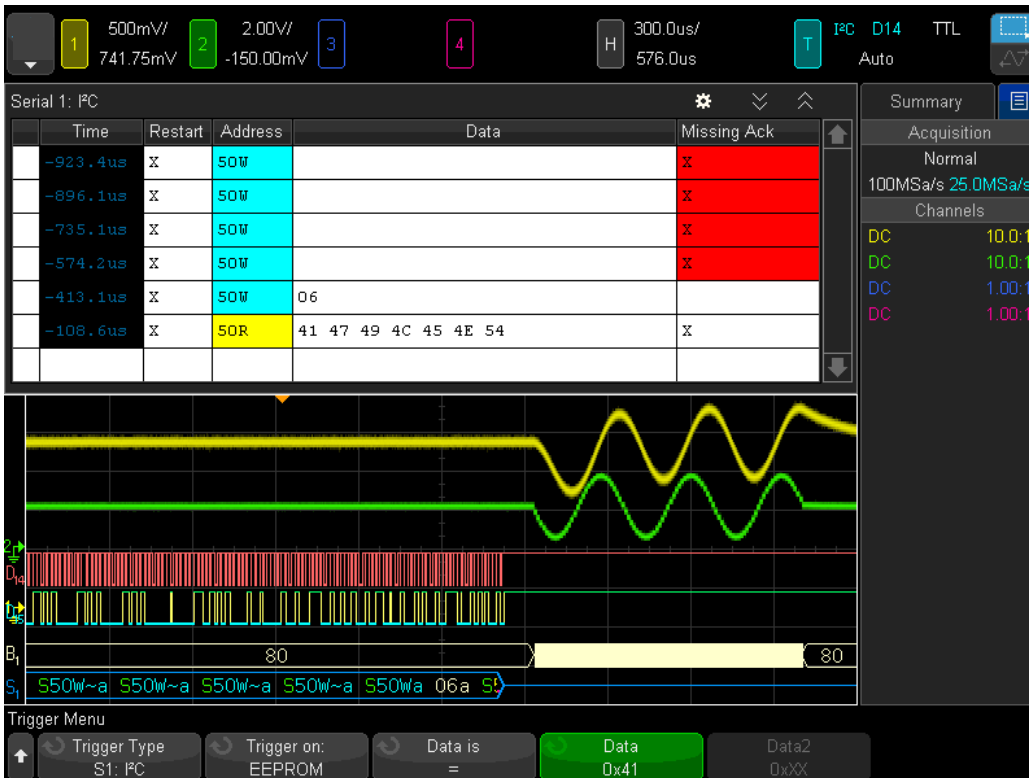 1 500mV/ 2 2.00V/ 3 4 H 300.0us/ T I²C D14 TTL
741.75mV -150.00mV 576.0us Auto
Serial 1: I²C
Time Restart Address Data Missing Ack
-923.4us X 50W X
-896.1us X 50W X
-735.1us X 50W X
-574.2us X 50W X
-413.1us X 50W 06
-108.6us X 50R 41 47 49 4C 45 4E 54 X
Summary
Acquisition
Normal
100MSa/s 25.0MSa/s
Channels
DC 10.0:1
DC 10.0:1
DC 1.00:1
DC 1.00:1
2
D14
B1 80 80
S1 S50W~a S50W~a S50W~a S50W~a S50Wa 06a
Trigger Menu
Trigger Type Trigger on: Data is Data Data2
S1: I²C EEPROM = 0x41 0xXX